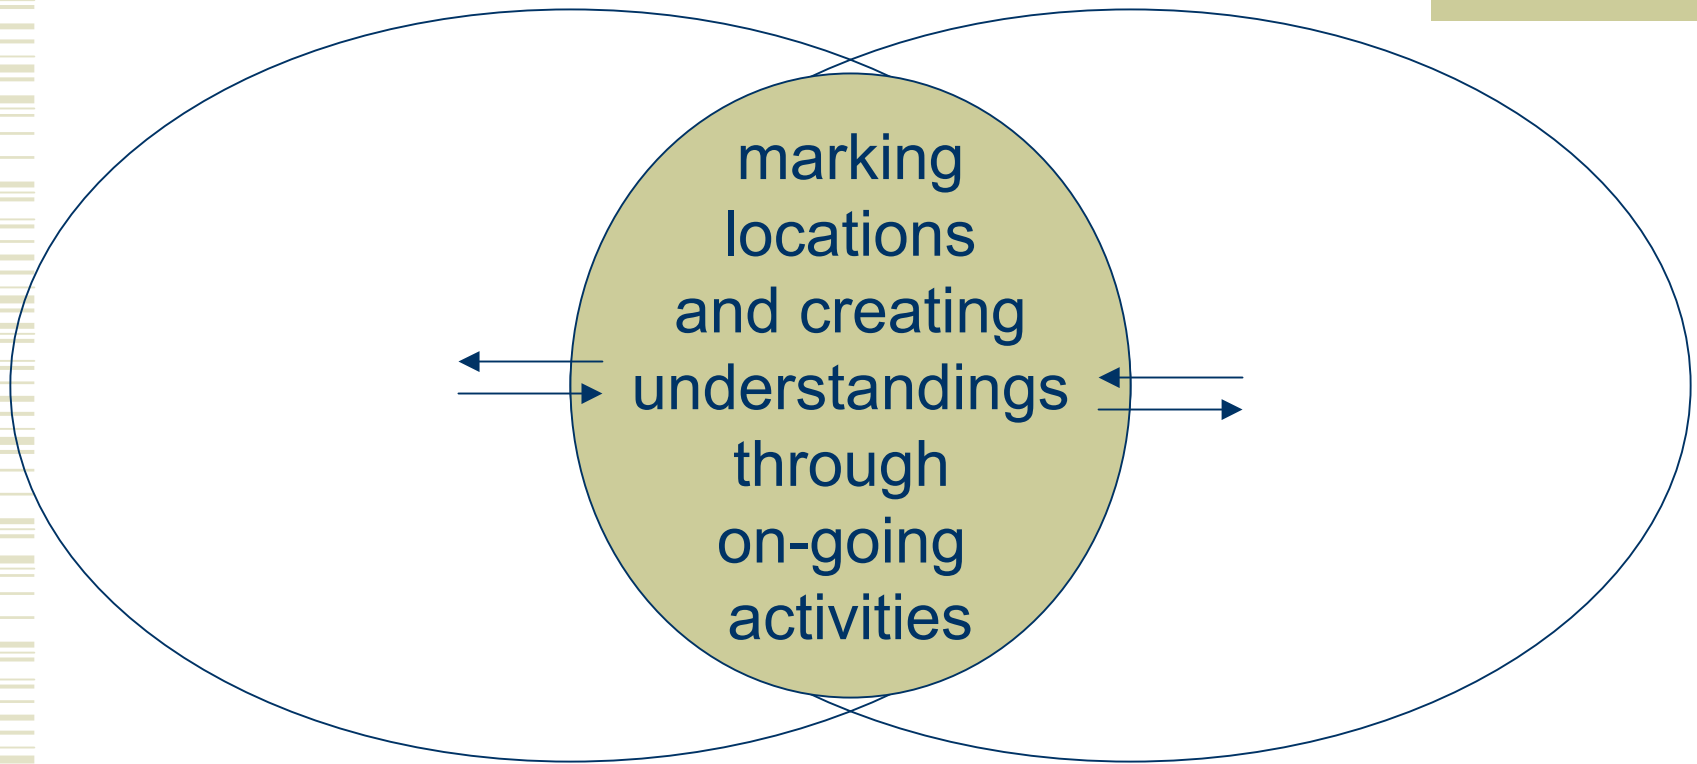 marking
locations
and creating
understandings
through
on-going
activities